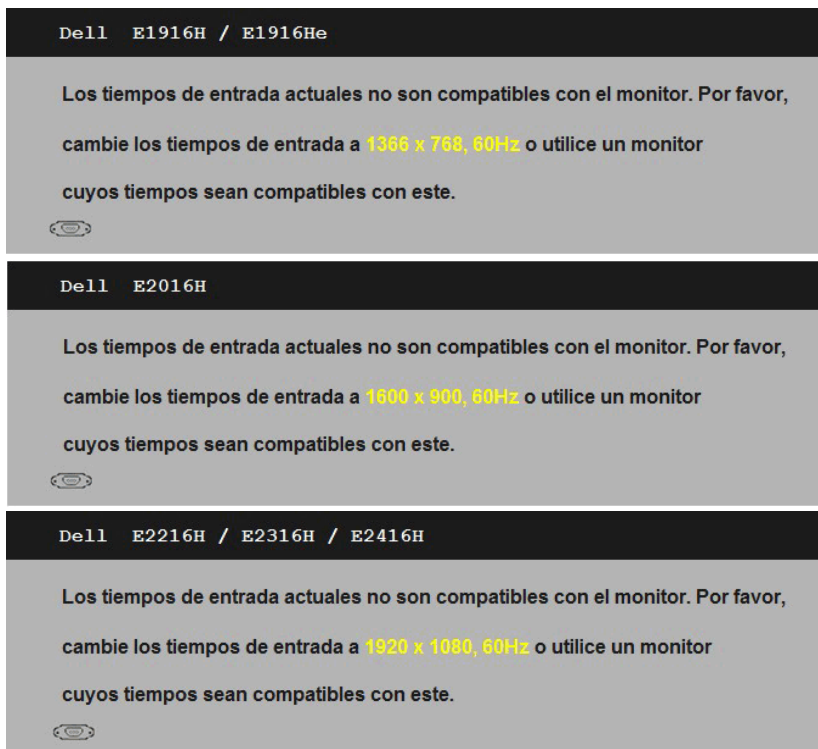 Dell E1916H / E1916He
Los tiempos de entrada actuales no son compatibles con el monitor. Por favor,
cambie los tiempos de entrada a 1366 x 768, 60Hz o utilice un monitor
cuyos tiempos sean compatibles con este.
Dell E2016H
Los tiempos de entrada actuales no son compatibles con el monitor. Por favor,
cambie los tiempos de entrada a 1600 x 900, 60Hz o utilice un monitor
cuyos tiempos sean compatibles con este.
Dell E2216H / E2316H / E2416H
Los tiempos de entrada actuales no son compatibles con el monitor. Por favor,
cambie los tiempos de entrada a 1920 x 1080, 60Hz o utilice un monitor
cuyos tiempos sean compatibles con este.